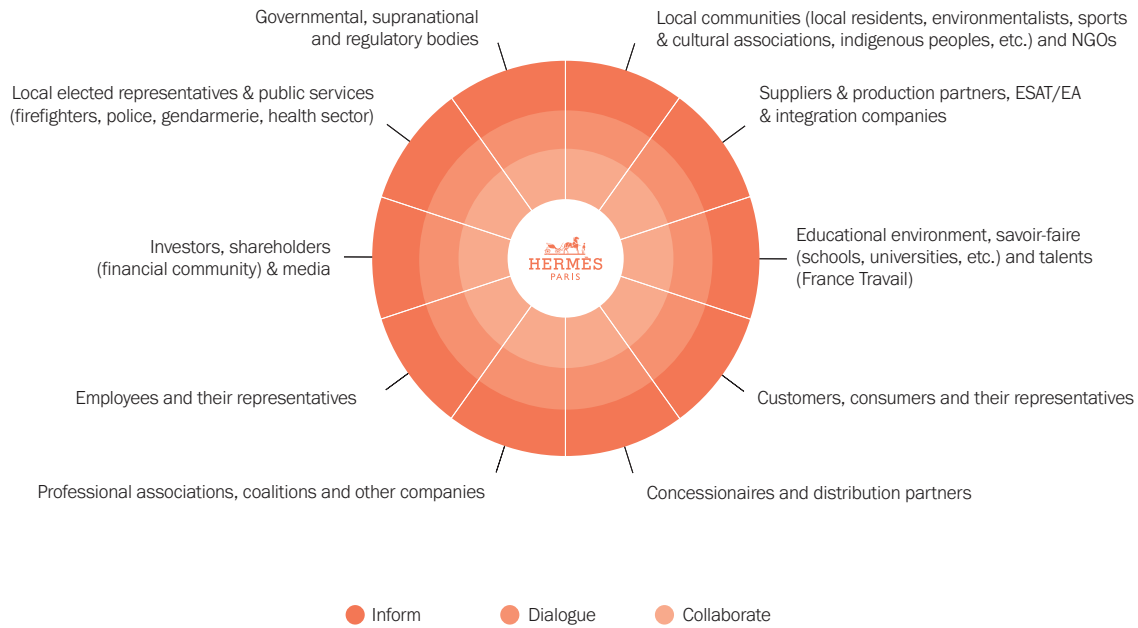 Governmental, supranational
and regulatory bodies
Local communities (local residents, environmentalists, sports
& cultural associations, indigenous peoples, etc.) and NGOs
Local elected representatives & public services
(firefighters, police, gendarmerie, health sector)
Suppliers & production partners, ESAT/EA
& integration companies
Investors, shareholders
(financial community) & media
HERMÈS
PARIS
Educational environment, savoir-faire
(schools, universities, etc.) and talents
(France Travail)
Employees and their representatives
Customers, consumers and their representatives
Professional associations, coalitions and other companies
Concessionaires and distribution partners
Inform
Dialogue
Collaborate